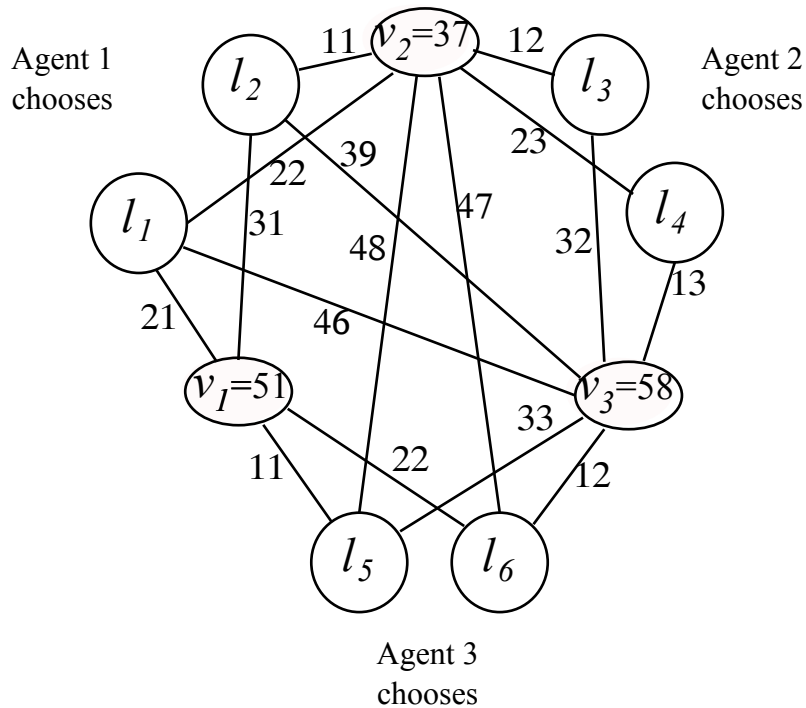 Agent 1
chooses
Agent 2
chooses
v2=37
11
12
l2
l3
39
22
23
l1
l4
47
31
48
32
13
21
46
v1=51
v3=58
33
11
22
12
l5
l6
Agent 3
chooses